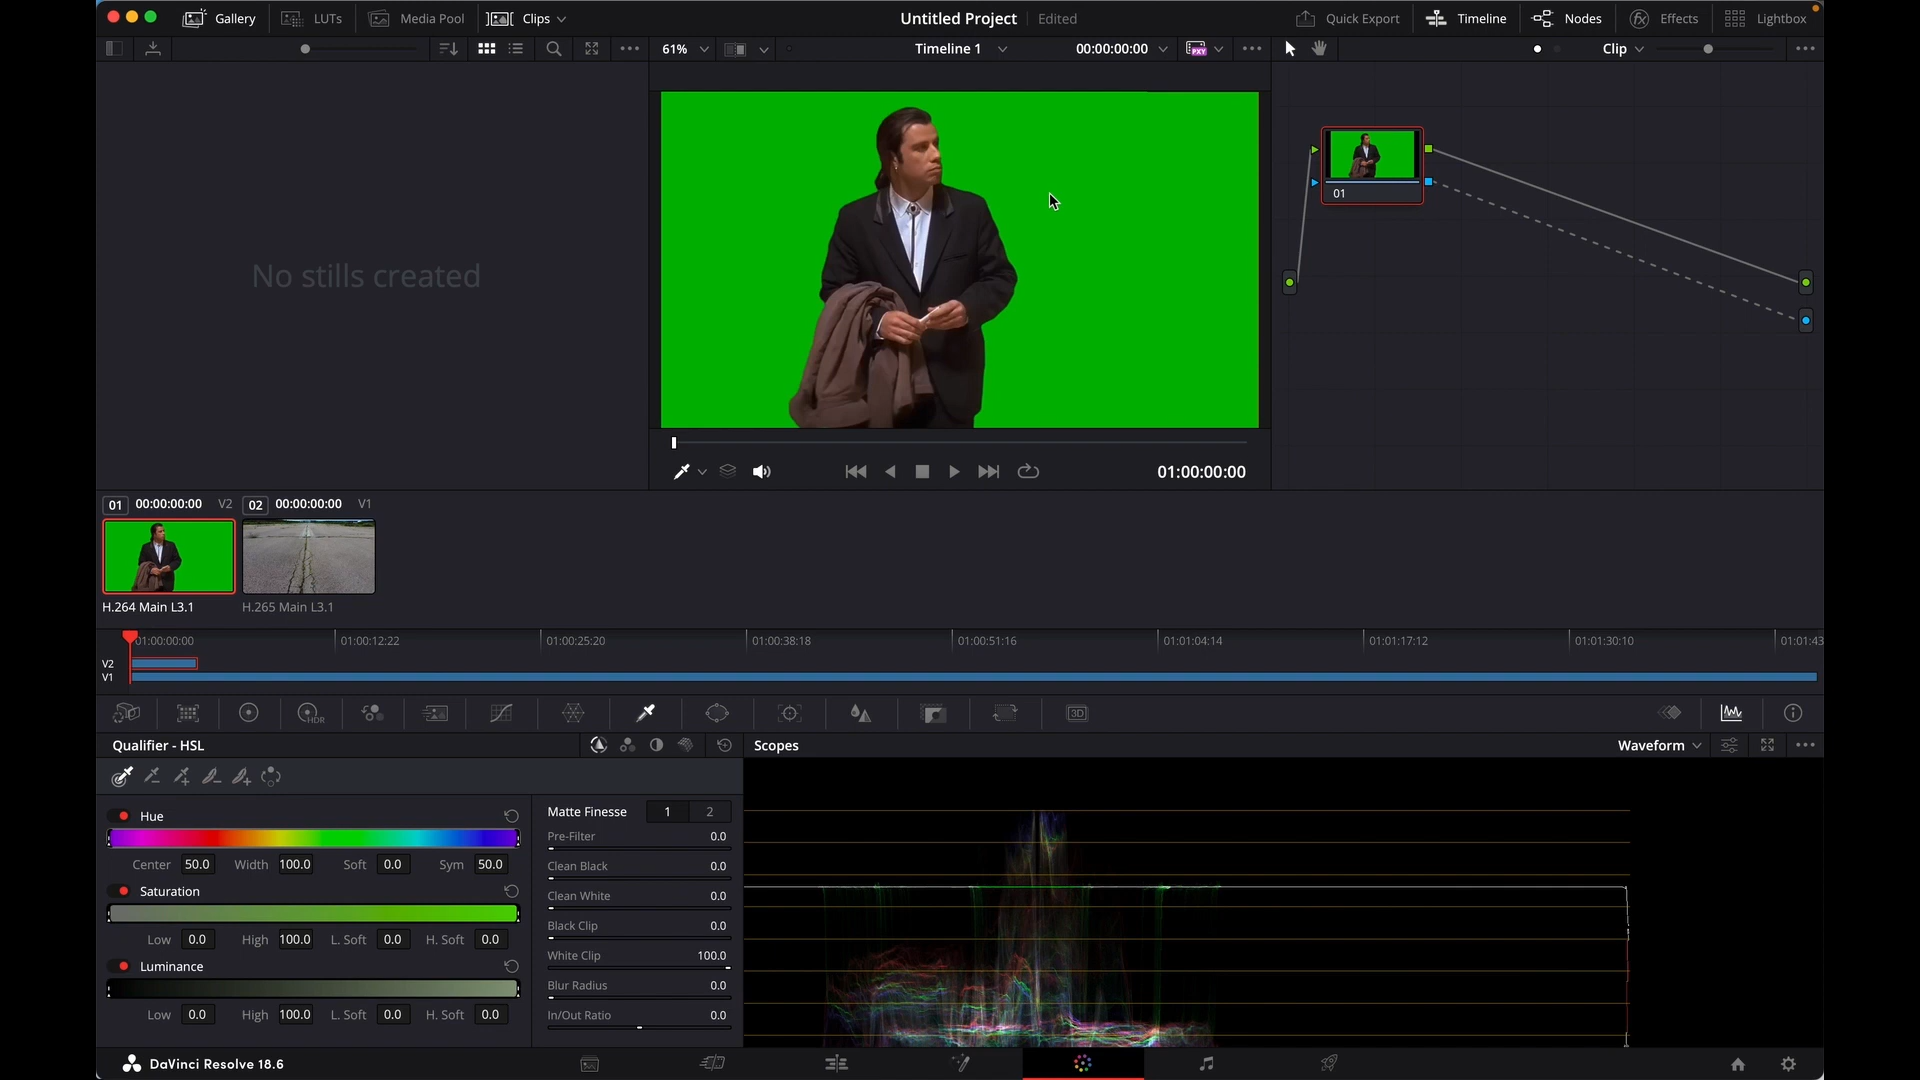 Gallery LUTs Media Pool Clips Untitled Project Edited Quick Export Timeline Nodes Effects Lightbox
61% Timeline 1 00:00:00:00 PXY Clip
No stills created
01
01:00:00:00
01 00:00:00:00 V2 02 00:00:00:00 V1
H.264 Main L3.1 H.265 Main L3.1
01:00:00:00 01:00:12:22 01:00:25:20 01:00:38:18 01:00:51:16 01:01:04:14 01:01:17:12 01:01:30:10 01:01:43
V2
V1
HDR 3D
Qualifier - HSL Scopes Waveform
Hue
Center 50.0 Width 100.0 Soft 0.0 Sym 50.0
Saturation
Low 0.0 High 100.0 L. Soft 0.0 H. Soft 0.0
Luminance
Low 0.0 High 100.0 L. Soft 0.0 H. Soft 0.0
Matte Finesse 1 2
Pre-Filter 0.0
Clean Black 0.0
Clean White 0.0
Black Clip 0.0
White Clip 100.0
Blur Radius 0.0
In/Out Ratio 0.0
DaVinci Resolve 18.6